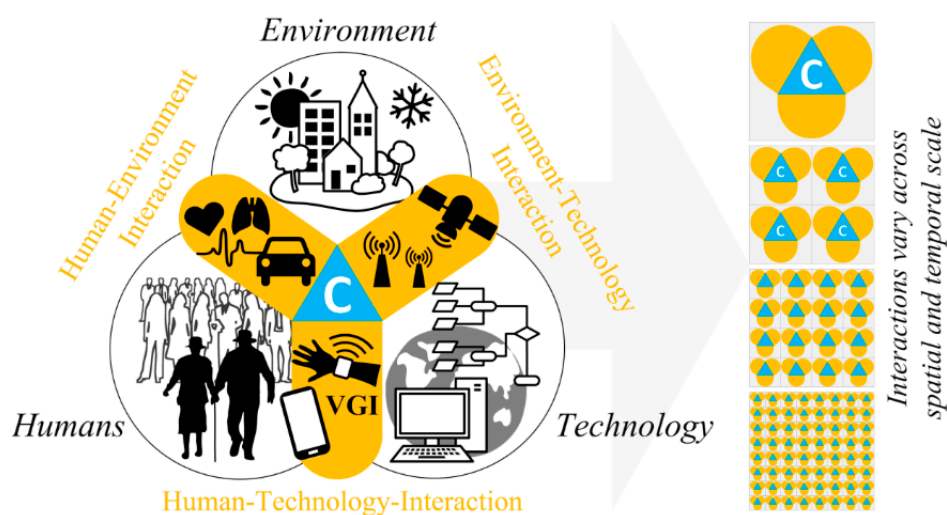 Environment
Human-Environment
Interaction
Environment-Technology
Interaction
C
VGI
Humans
Technology
Human-Technology-Interaction
C
C
C
C
C
Interactions vary across
spatial and temporal scale